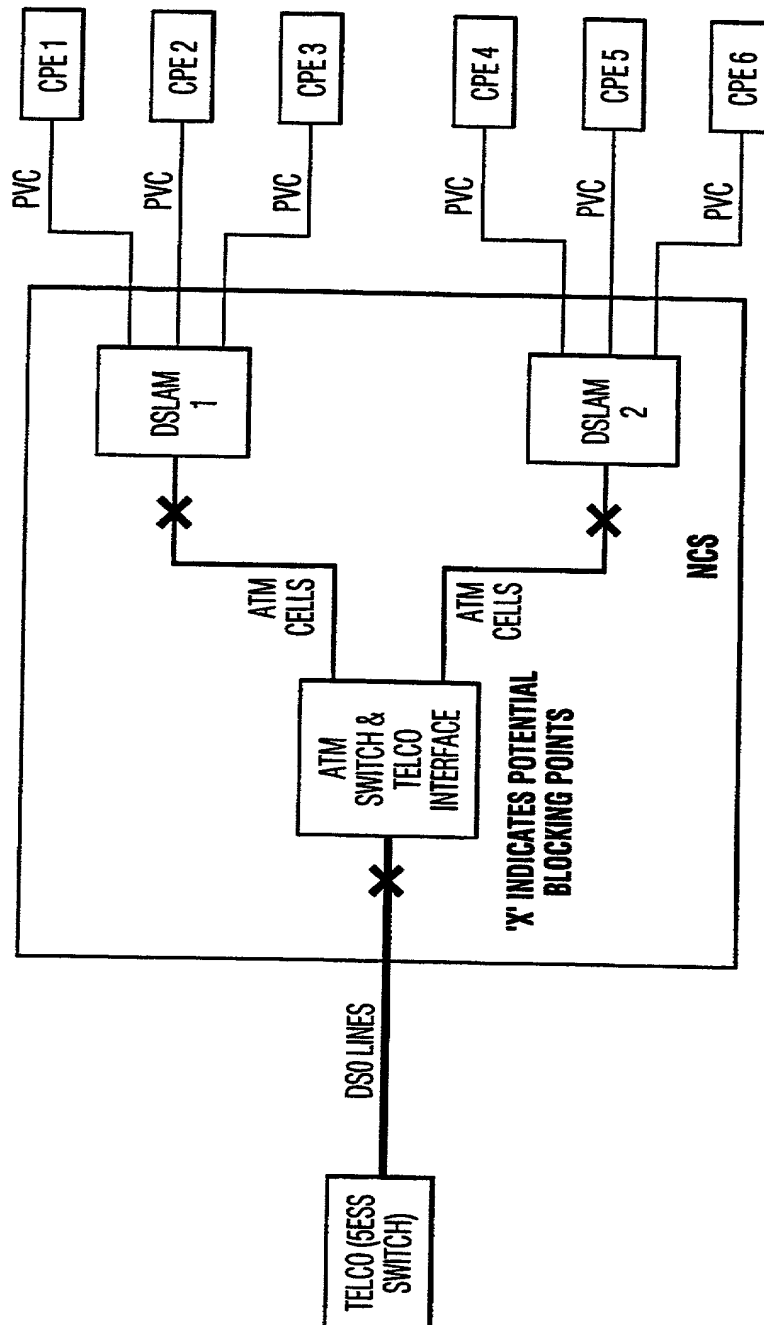 TELCO (5ESS
SWITCH)
DS0 LINES
ATM
SWITCH &
TELCO
INTERFACE
'X' INDICATES POTENTIAL
BLOCKING POINTS
ATM
CELLS
ATM
CELLS
NCS
DSLAM
1
DSLAM
2
PVC
PVC
PVC
PVC
PVC
PVC
CPE 1
CPE 2
CPE 3
CPE 4
CPE 5
CPE 6